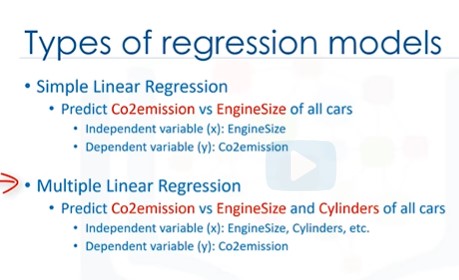 Types of regression models
• Simple Linear Regression
• Predict Co2emission vs EngineSize of all cars
• Independent variable (x): EngineSize
• Dependent variable (y): Co2emission
• Multiple Linear Regression
• Predict Co2emission vs EngineSize and Cylinders of all cars
• Independent variable (x): EngineSize, Cylinders, etc.
• Dependent variable (y): Co2emission